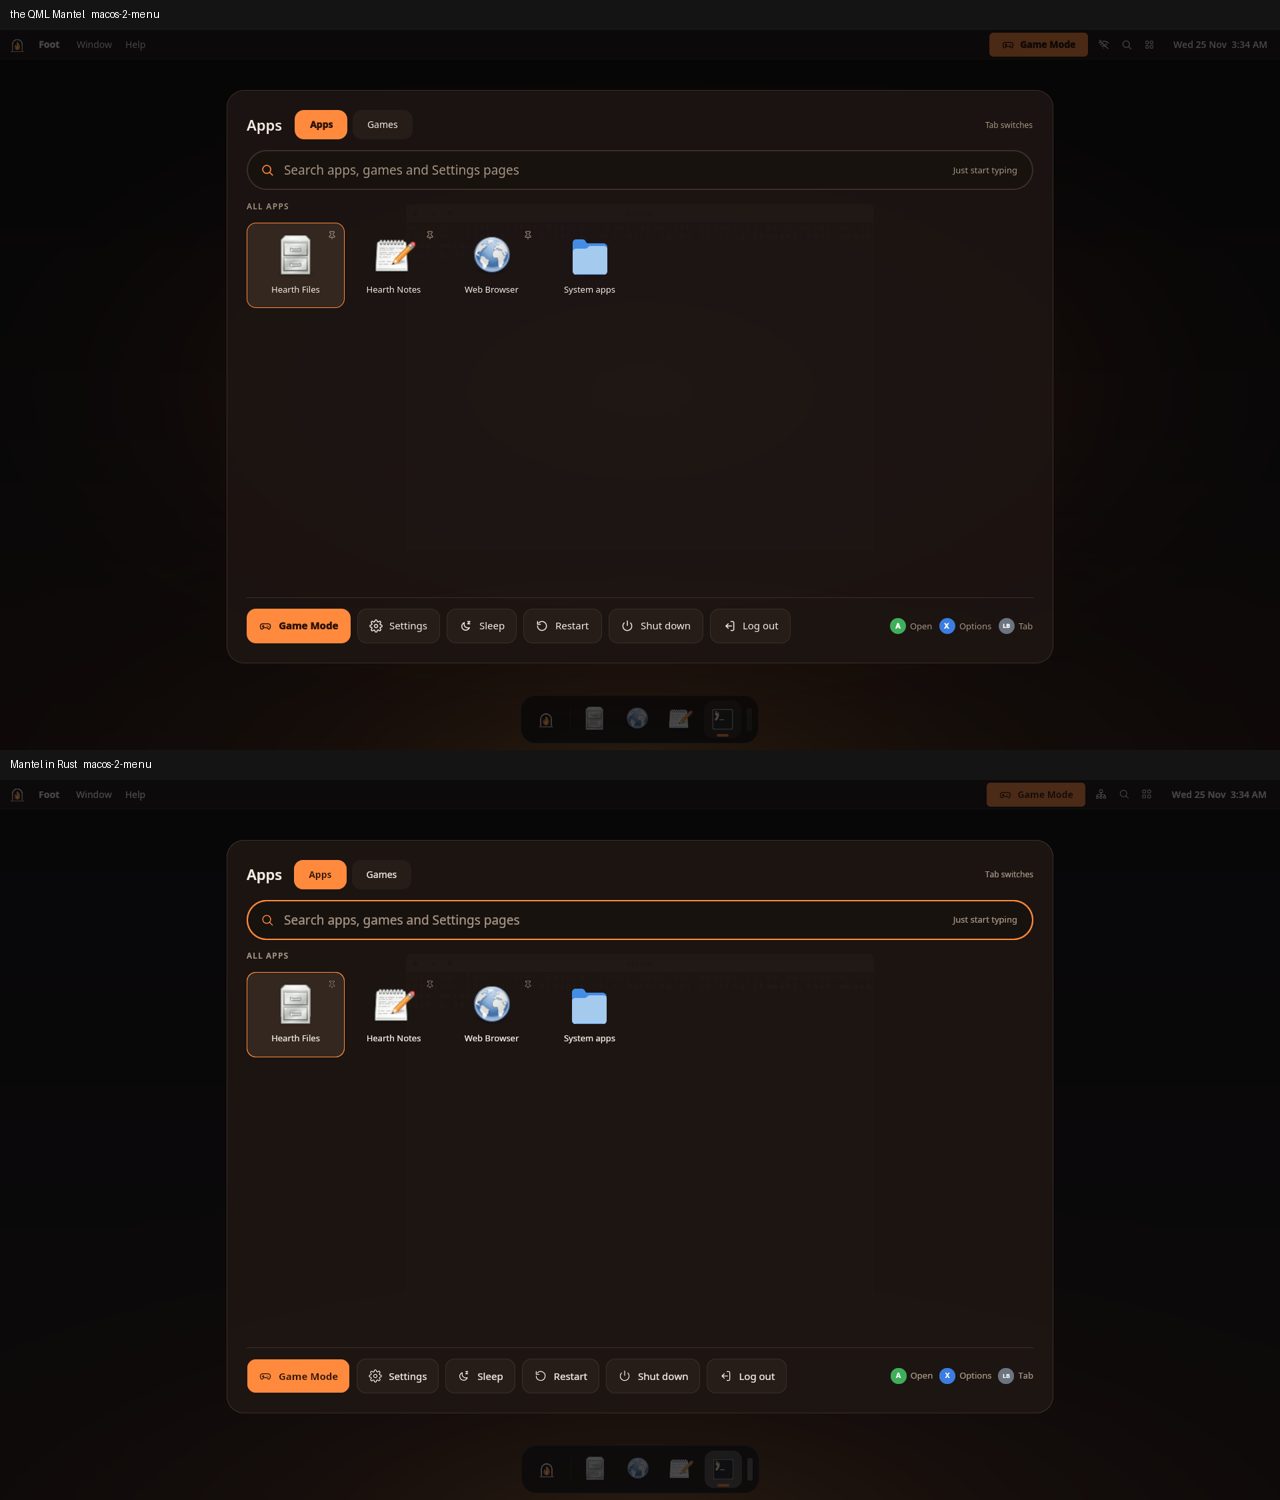 the QML Mantel macos-2-menu
Foot Window Help Game Mode Wed 25 Nov 3:34 AM
Apps Apps Games Tab switches
Search apps, games and Settings pages Just start typing
ALL APPS
Hearth Files Hearth Notes Web Browser System apps
Game Mode Settings Sleep Restart Shut down Log out A Open X Options LB Tab
Mantel in Rust macos-2-menu
Foot Window Help Game Mode Wed 25 Nov 3:34 AM
Apps Apps Games Tab switches
Search apps, games and Settings pages Just start typing
ALL APPS
Hearth Files Hearth Notes Web Browser System apps
Game Mode Settings Sleep Restart Shut down Log out A Open X Options LB Tab